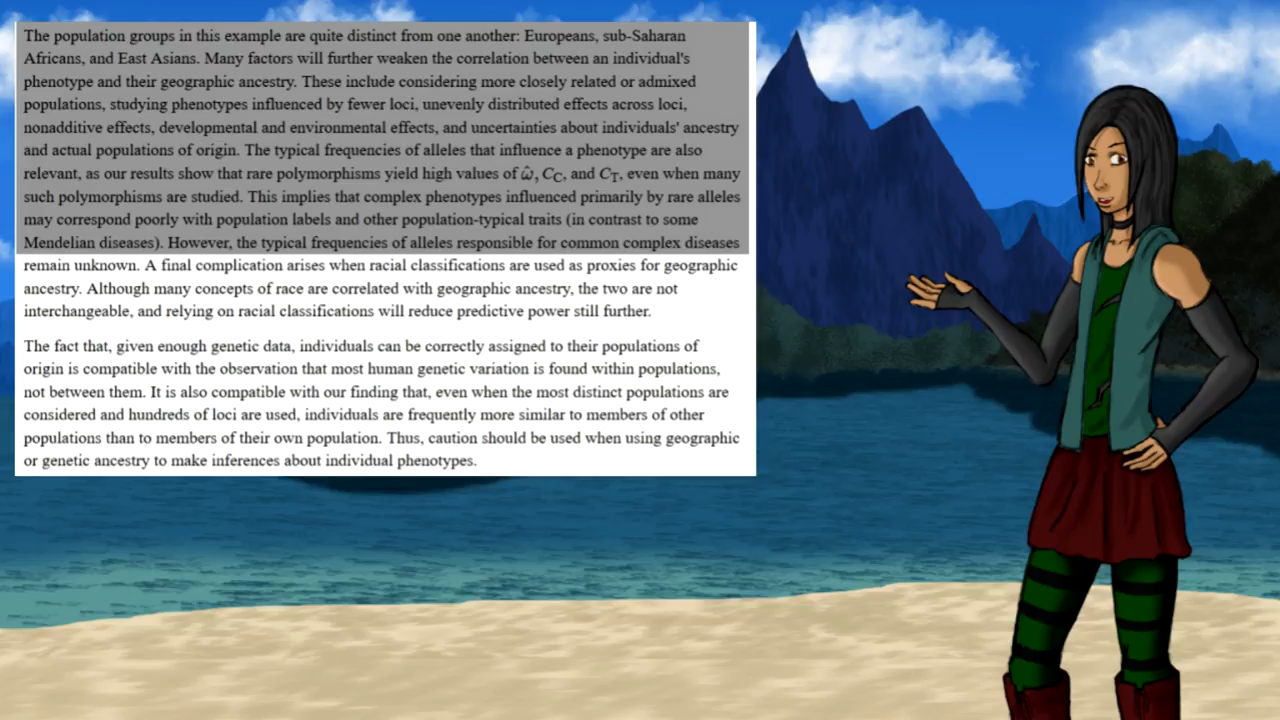 The population groups in this example are quite distinct from one another: Europeans, sub-Saharan
Africans, and East Asians. Many factors will further weaken the correlation between an individual's
phenotype and their geographic ancestry. These include considering more closely related or admixed
populations, studying phenotypes influenced by fewer loci, unevenly distributed effects across loci,
nonadditive effects, developmental and environmental effects, and uncertainties about individuals' ancestry
and actual populations of origin. The typical frequencies of alleles that influence a phenotype are also
relevant, as our results show that rare polymorphisms yield high values of ω̂, CC, and CT, even when many
such polymorphisms are studied. This implies that complex phenotypes influenced primarily by rare alleles
may correspond poorly with population labels and other population-typical traits (in contrast to some
Mendelian diseases). However, the typical frequencies of alleles responsible for common complex diseases
remain unknown. A final complication arises when racial classifications are used as proxies for geographic
ancestry. Although many concepts of race are correlated with geographic ancestry, the two are not
interchangeable, and relying on racial classifications will reduce predictive power still further.
The fact that, given enough genetic data, individuals can be correctly assigned to their populations of
origin is compatible with the observation that most human genetic variation is found within populations,
not between them. It is also compatible with our finding that, even when the most distinct populations are
considered and hundreds of loci are used, individuals are frequently more similar to members of other
populations than to members of their own population. Thus, caution should be used when using geographic
or genetic ancestry to make inferences about individual phenotypes.